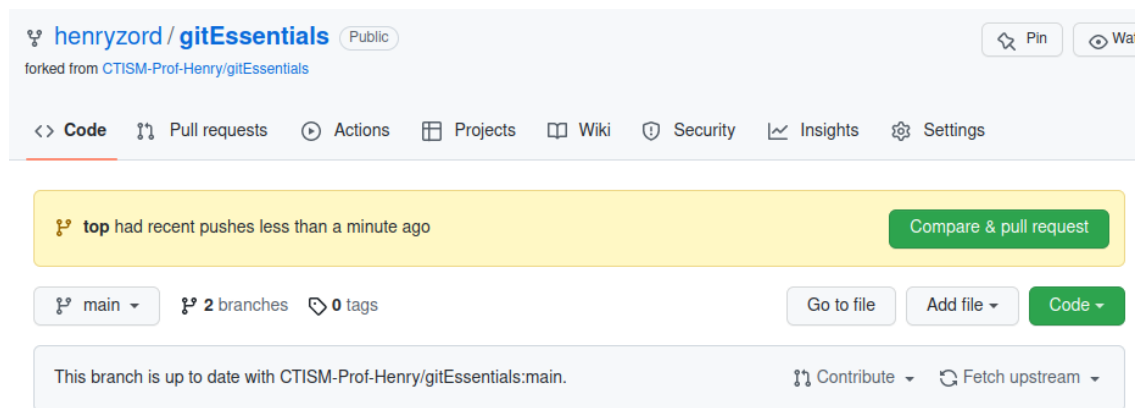 henryzord / gitEssentials Public Pin
forked from CTISM-Prof-Henry/gitEssentials
Code Pull requests Actions Projects Wiki Security Insights Settings
top had recent pushes less than a minute ago Compare & pull request
main 2 branches 0 tags Go to file Add file Code
This branch is up to date with CTISM-Prof-Henry/gitEssentials:main. Contribute Fetch upstream